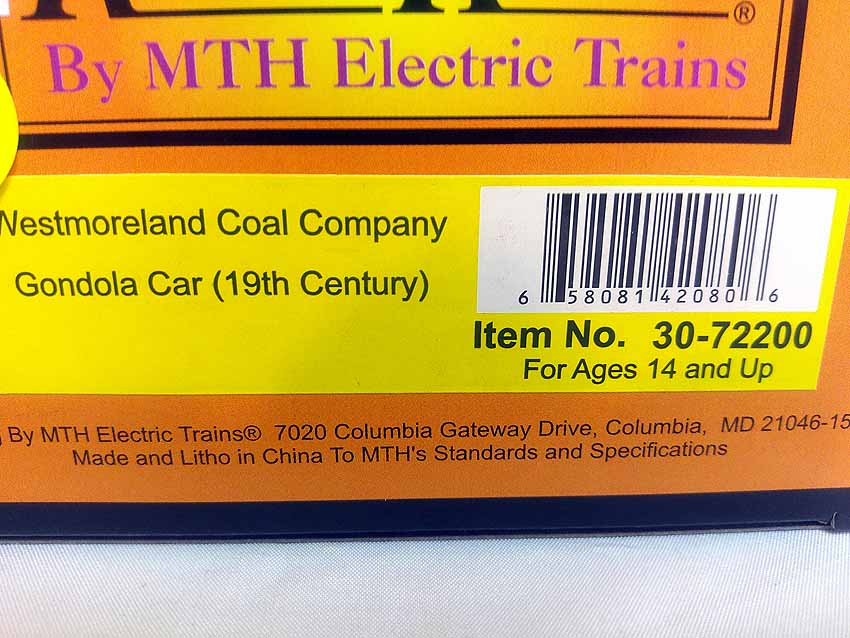 ®
By MTH Electric Trains
Westmoreland Coal Company
Gondola Car (19th Century)
6 58081 42080 6
Item No. 30-72200
For Ages 14 and Up
By MTH Electric Trains® 7020 Columbia Gateway Drive, Columbia, MD 21046-15
Made and Litho in China To MTH's Standards and Specifications